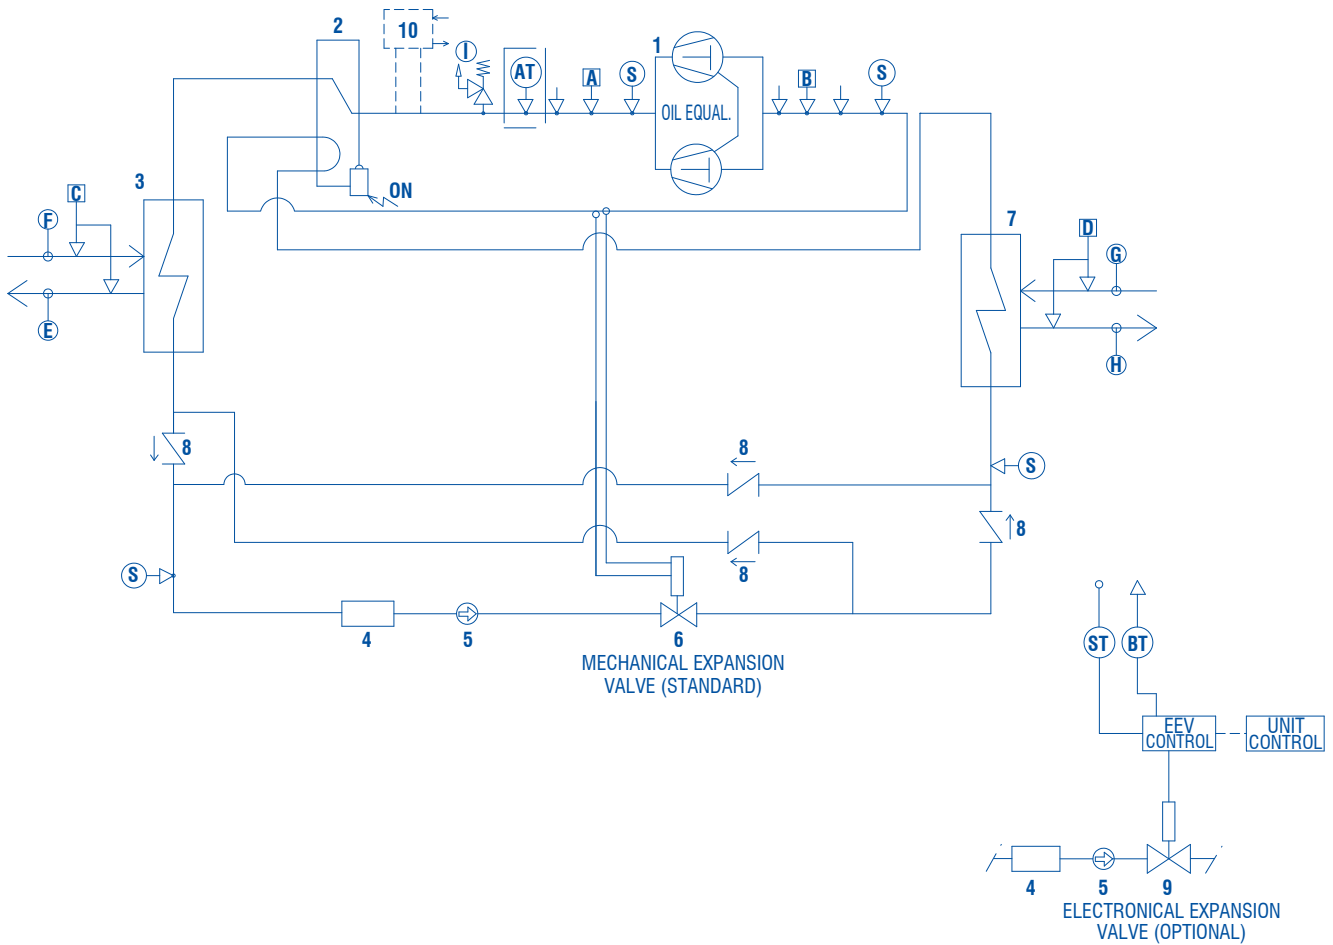 2
10
I
AT
A
S
1
OIL EQUAL.
B
S
ON
3
C
F
E
7
D
G
H
8
8
S
8
8
S
4
5
6
MECHANICAL EXPANSION
VALVE (STANDARD)
ST
BT
EEV
CONTROL
UNIT
CONTROL
4
5
9
ELECTRONICAL EXPANSION
VALVE (OPTIONAL)